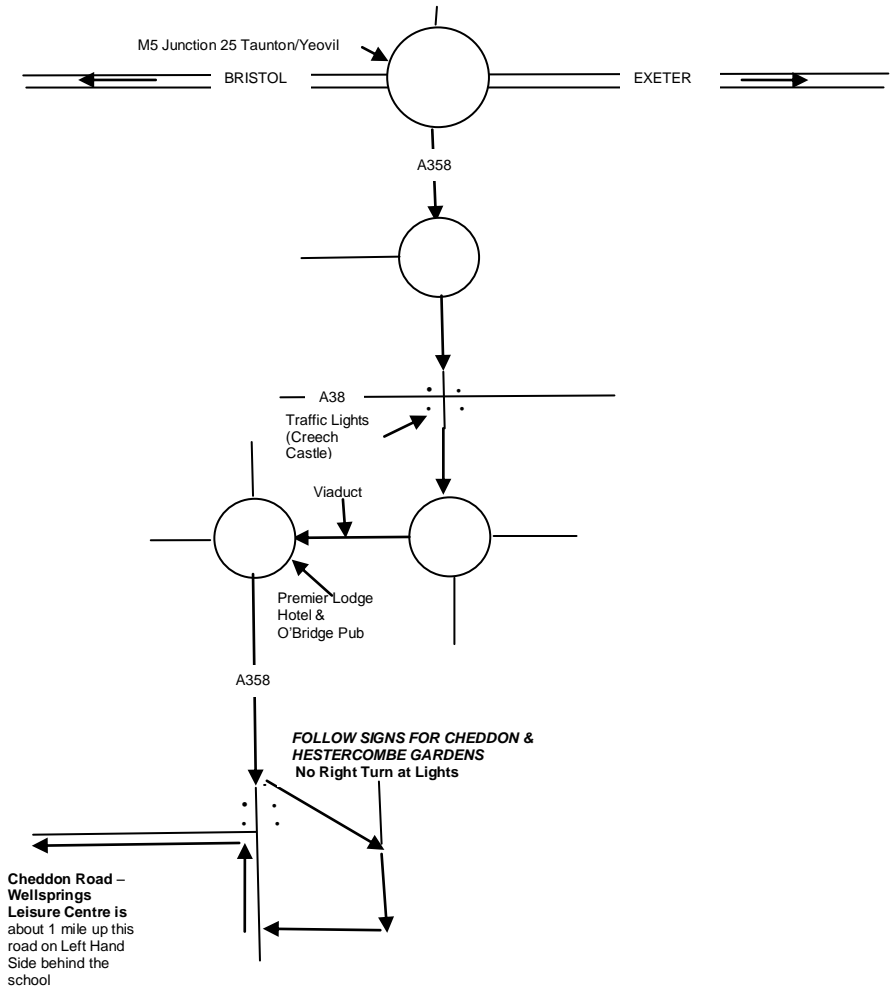 M5 Junction 25 Taunton/Yeovil
BRISTOL
EXETER
A358
A38
Traffic Lights
(Creech
Castle)
Viaduct
Premier Lodge
Hotel &
O'Bridge Pub
A358
FOLLOW SIGNS FOR CHEDDON &
HESTERCOMBE GARDENS
No Right Turn at Lights
Cheddon Road –
Wellsprings
Leisure Centre is
about 1 mile up this
road on Left Hand
Side behind the
school